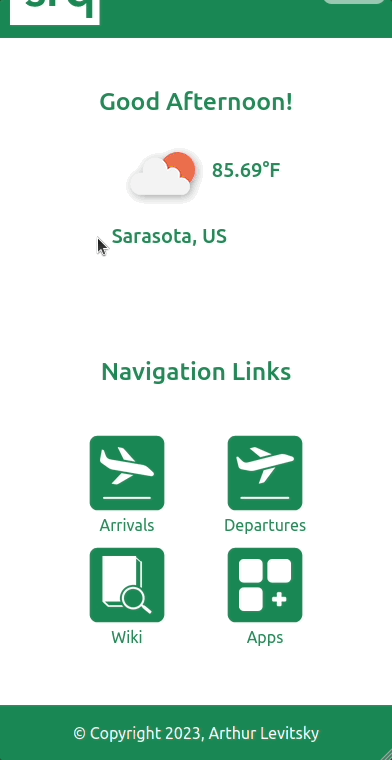 srq
Good Afternoon!
85.69°F
Sarasota, US
Navigation Links
Arrivals
Departures
Wiki
Apps
© Copyright 2023, Arthur Levitsky